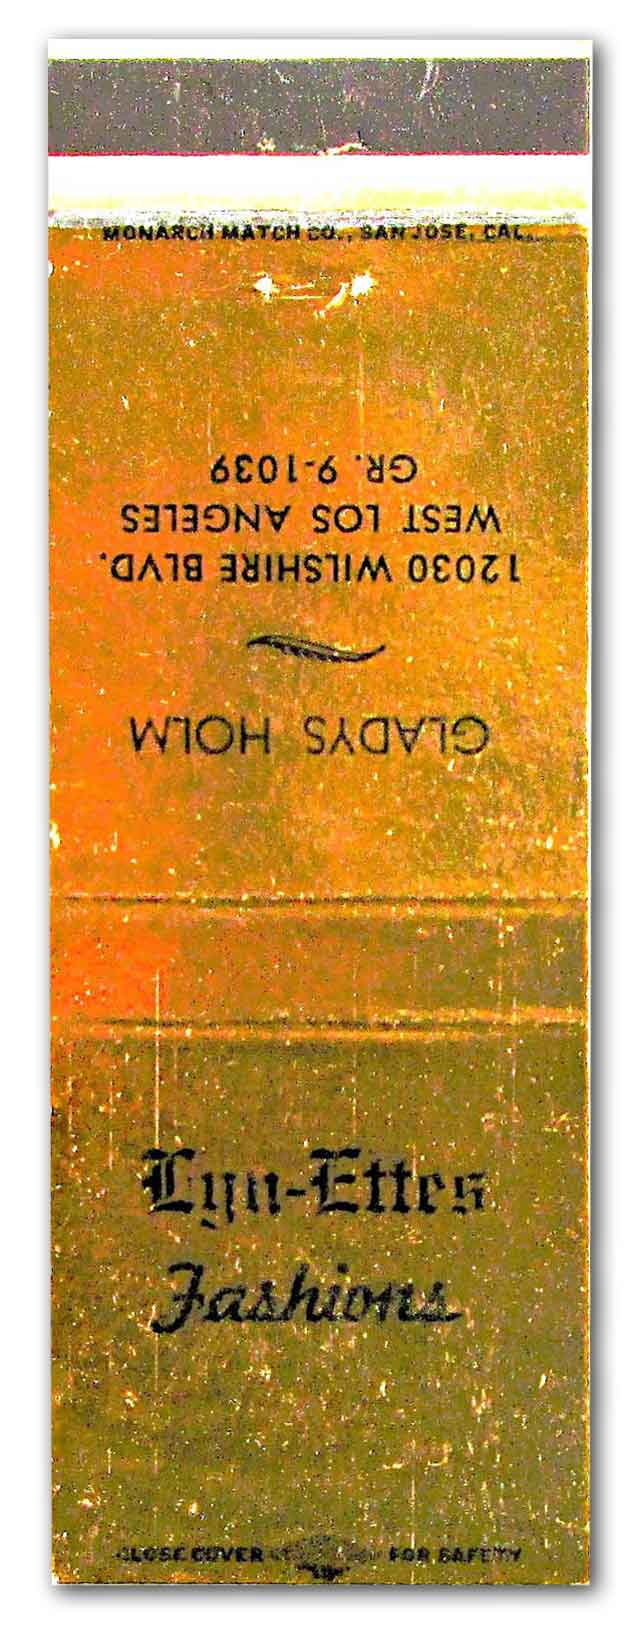 MONARCH MATCH CO., SAN JOSE, CAL.
GLADYS HOLM
12030 WILSHIRE BLVD.
WEST LOS ANGELES
GR. 9-1039
Lyn-Ettes
Fashions
CLOSE COVER FOR SAFETY